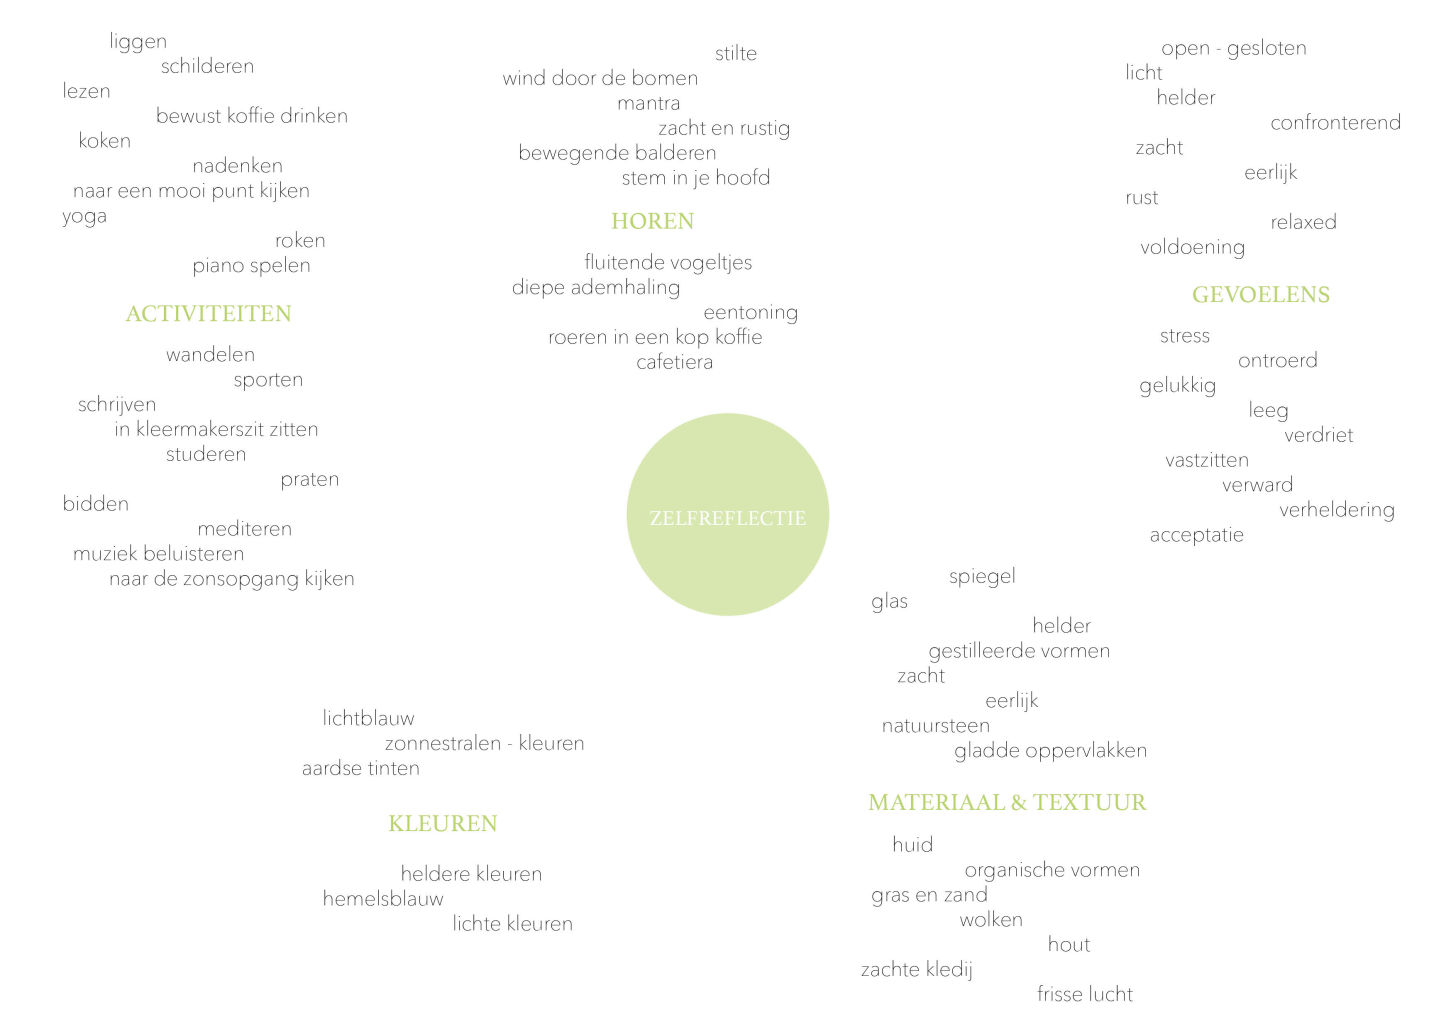 liggen
schilderen
lezen
bewust koffie drinken
koken
nadenken
naar een mooi punt kijken
yoga
roken
piano spelen
ACTIVITEITEN
wandelen
sporten
schrijven
in kleermakerszit zitten
studeren
praten
bidden
mediteren
muziek beluisteren
naar de zonsopgang kijken
stilte
wind door de bomen
mantra
zacht en rustig
bewegende balderen
stem in je hoofd
HOREN
fluitende vogeltjes
diepe ademhaling
eentoning
roeren in een kop koffie
cafetiera
open - gesloten
licht
helder
confronterend
zacht
eerlijk
rust
relaxed
voldoening
GEVOELENS
stress
ontroerd
gelukkig
leeg
verdriet
vastzitten
verward
verheldering
acceptatie
ZELFREFLECTIE
lichtblauw
zonnestralen - kleuren
aardse tinten
KLEUREN
heldere kleuren
hemelsblauw
lichte kleuren
spiegel
glas
helder
gestilleerde vormen
zacht
eerlijk
natuursteen
gladde oppervlakken
MATERIAAL & TEXTUUR
huid
organische vormen
gras en zand
wolken
hout
zachte kledij
frisse lucht